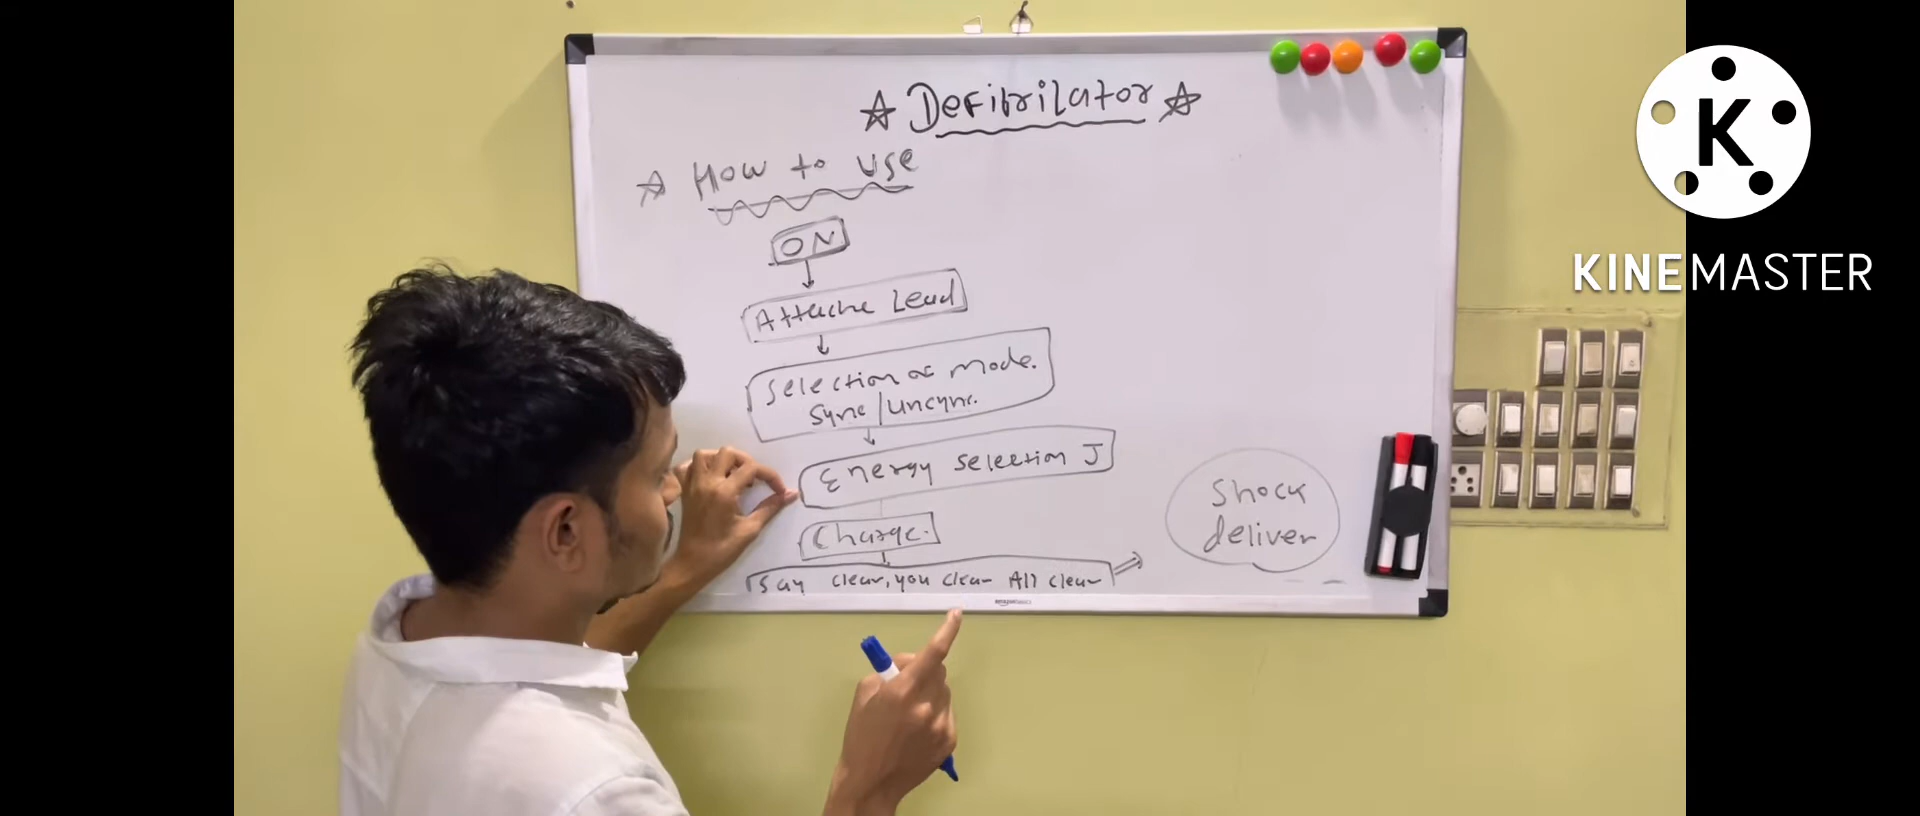 Defibrilator
How to use
ON
Attache Lead
Selection of mode.
Sync/Uncync.
Energy selection J
Charge.
Say clear, you clear All clear
Shock
deliver
amazonbasics
K
KINEMASTER